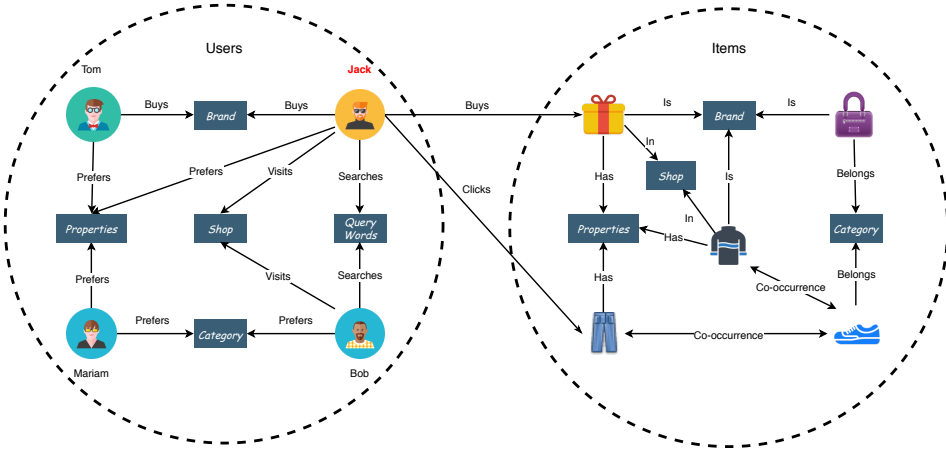 Users
Items
Tom
Jack
Buys
Brand
Buys
Buys
Is
Brand
Is
In
Prefers
Prefers
Visits
Searches
Has
Shop
Is
Belongs
Clicks
Properties
Shop
Query
Words
Properties
In
Has
Category
Prefers
Visits
Searches
Has
Belongs
Co-occurrence
Prefers
Category
Prefers
Co-occurrence
Mariam
Bob